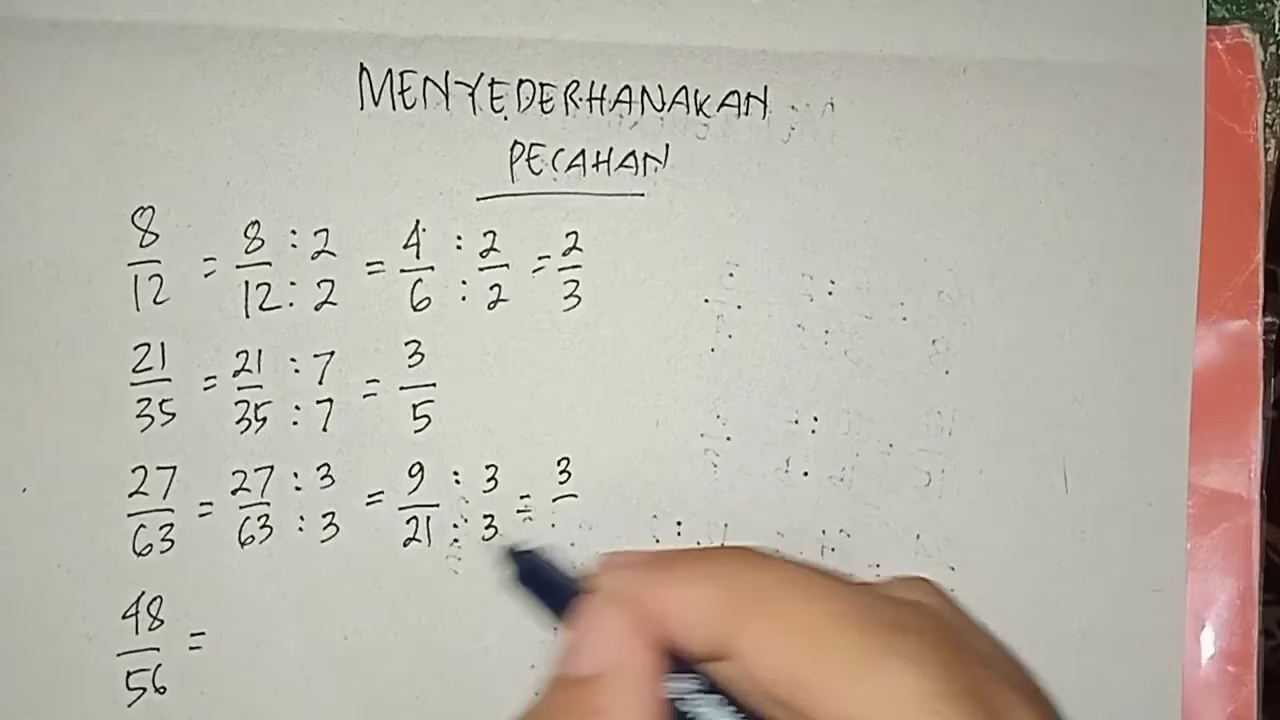 MENYEDERHANAKAN
PECAHAN
8/12 = 8/12 : 2/2 = 4/6 : 2/2 = 2/3
21/35 = 21/35 : 7/7 = 3/5
27/63 = 27/63 : 3/3 = 9/21 : 3/3 = 3/
48/56 =